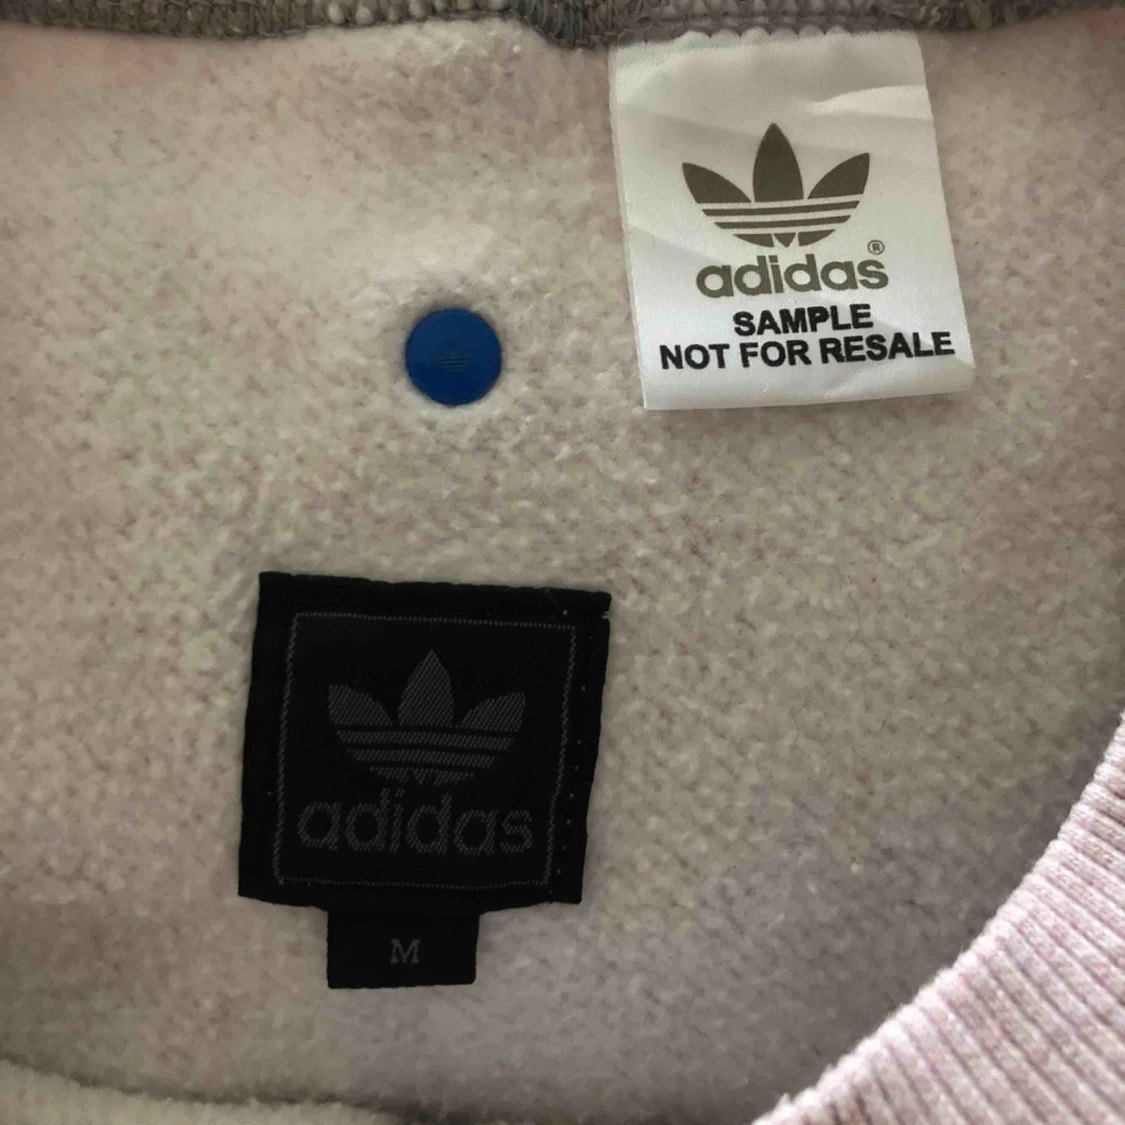 adidas®
SAMPLE
NOT FOR RESALE
adidas
M